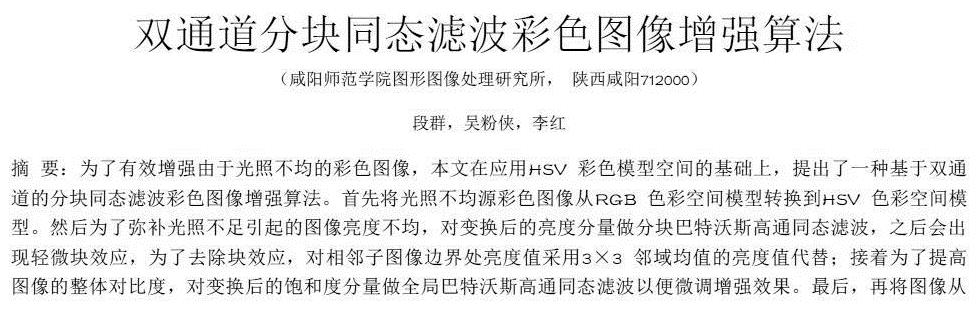 双通道分块同态滤波彩色图像增强算法
（咸阳师范学院图形图像处理研究所， 陕西咸阳712000）
段群，吴粉侠，李红
摘 要：为了有效增强由于光照不均的彩色图像，本文在应用HSV 彩色模型空间的基础上，提出了一种基于双通
道的分块同态滤波彩色图像增强算法。首先将光照不均源彩色图像从RGB 色彩空间模型转换到HSV 色彩空间模
型。然后为了弥补光照不足引起的图像亮度不均，对变换后的亮度分量做分块巴特沃斯高通同态滤波，之后会出
现轻微块效应，为了去除块效应，对相邻子图像边界处亮度值采用3×3 邻域均值的亮度值代替；接着为了提高
图像的整体对比度，对变换后的饱和度分量做全局巴特沃斯高通同态滤波以便微调增强效果。最后，再将图像从